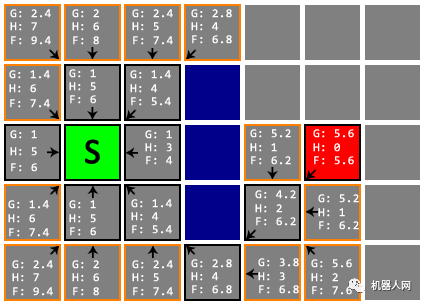 G: 2.4
H: 7
F: 9.4
G: 2
H: 6
F: 8
G: 2.4
H: 5
F: 7.4
G: 2.8
H: 4
F: 6.8
G: 1.4
H: 6
F: 7.4
G: 1
H: 5
F: 6
G: 1.4
H: 4
F: 5.4
G: 1
H: 5
F: 6
S
G: 1
H: 3
F: 4
G: 5.2
H: 1
F: 6.2
G: 5.6
H: 0
F: 5.6
G: 1.4
H: 6
F: 7.4
G: 1
H: 5
F: 6
G: 1.4
H: 4
F: 5.4
G: 4.2
H: 2
F: 6.2
G: 5.2
H: 1
F: 6.2
G: 2.4
H: 7
F: 9.4
G: 2
H: 6
F: 8
G: 2.4
H: 5
F: 7.4
G: 2.8
H: 4
F: 6.8
G: 3.8
H: 3
F: 6.8
G: 5.6
H: 2
F: 7.6
机器人网